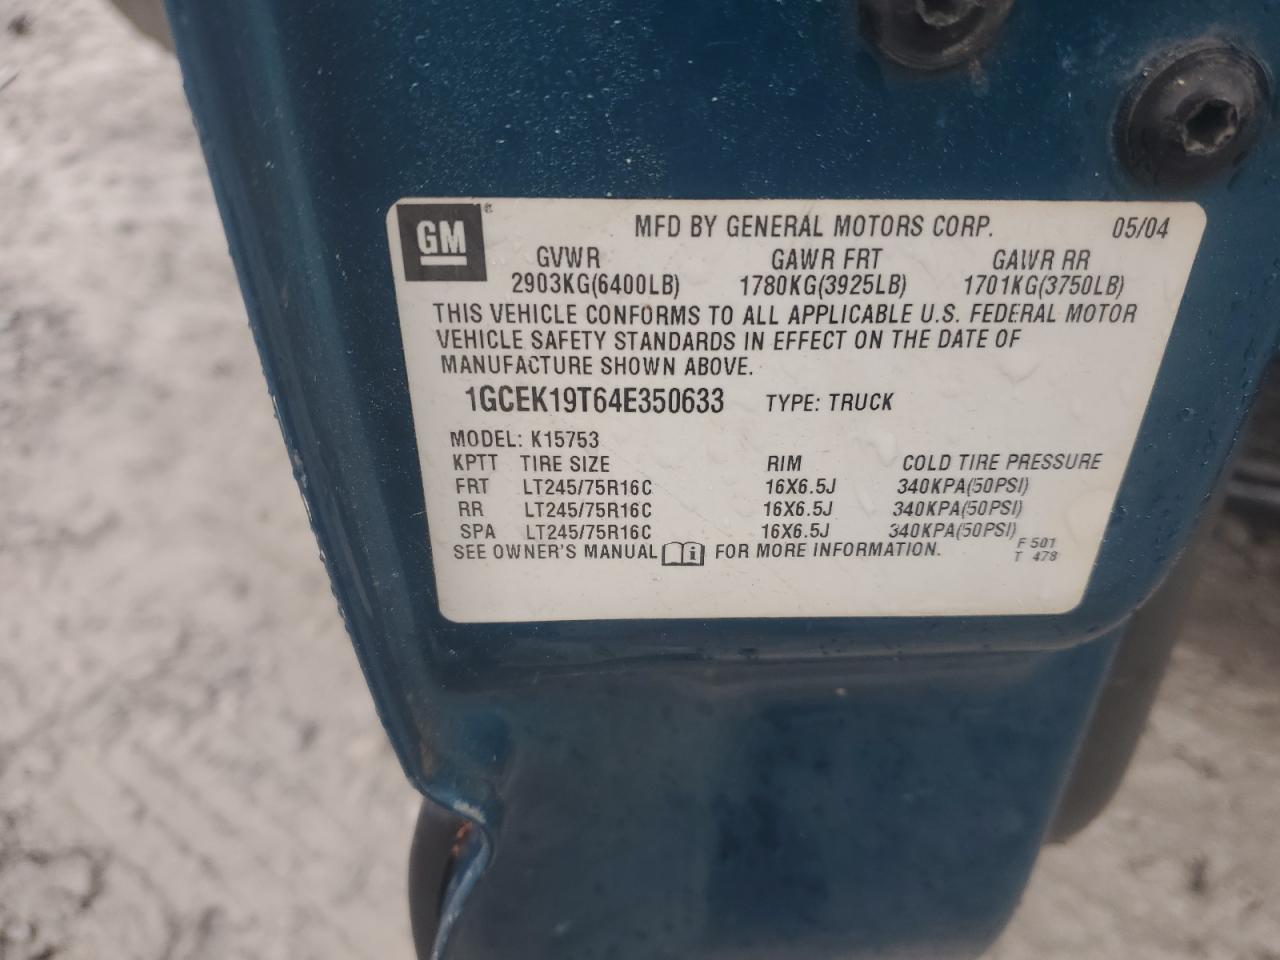 GM® MFD BY GENERAL MOTORS CORP. 05/04
GVWR GAWR FRT GAWR RR
2903KG(6400LB) 1780KG(3925LB) 1701KG(3750LB)
THIS VEHICLE CONFORMS TO ALL APPLICABLE U.S. FEDERAL MOTOR
VEHICLE SAFETY STANDARDS IN EFFECT ON THE DATE OF
MANUFACTURE SHOWN ABOVE.
1GCEK19T64E350633 TYPE: TRUCK
MODEL: K15753
KPTT TIRE SIZE RIM COLD TIRE PRESSURE
FRT LT245/75R16C 16X6.5J 340KPA(50PSI)
RR LT245/75R16C 16X6.5J 340KPA(50PSI)
SPA LT245/75R16C 16X6.5J 340KPA(50PSI)
SEE OWNER'S MANUAL i FOR MORE INFORMATION.
F 501
T 478